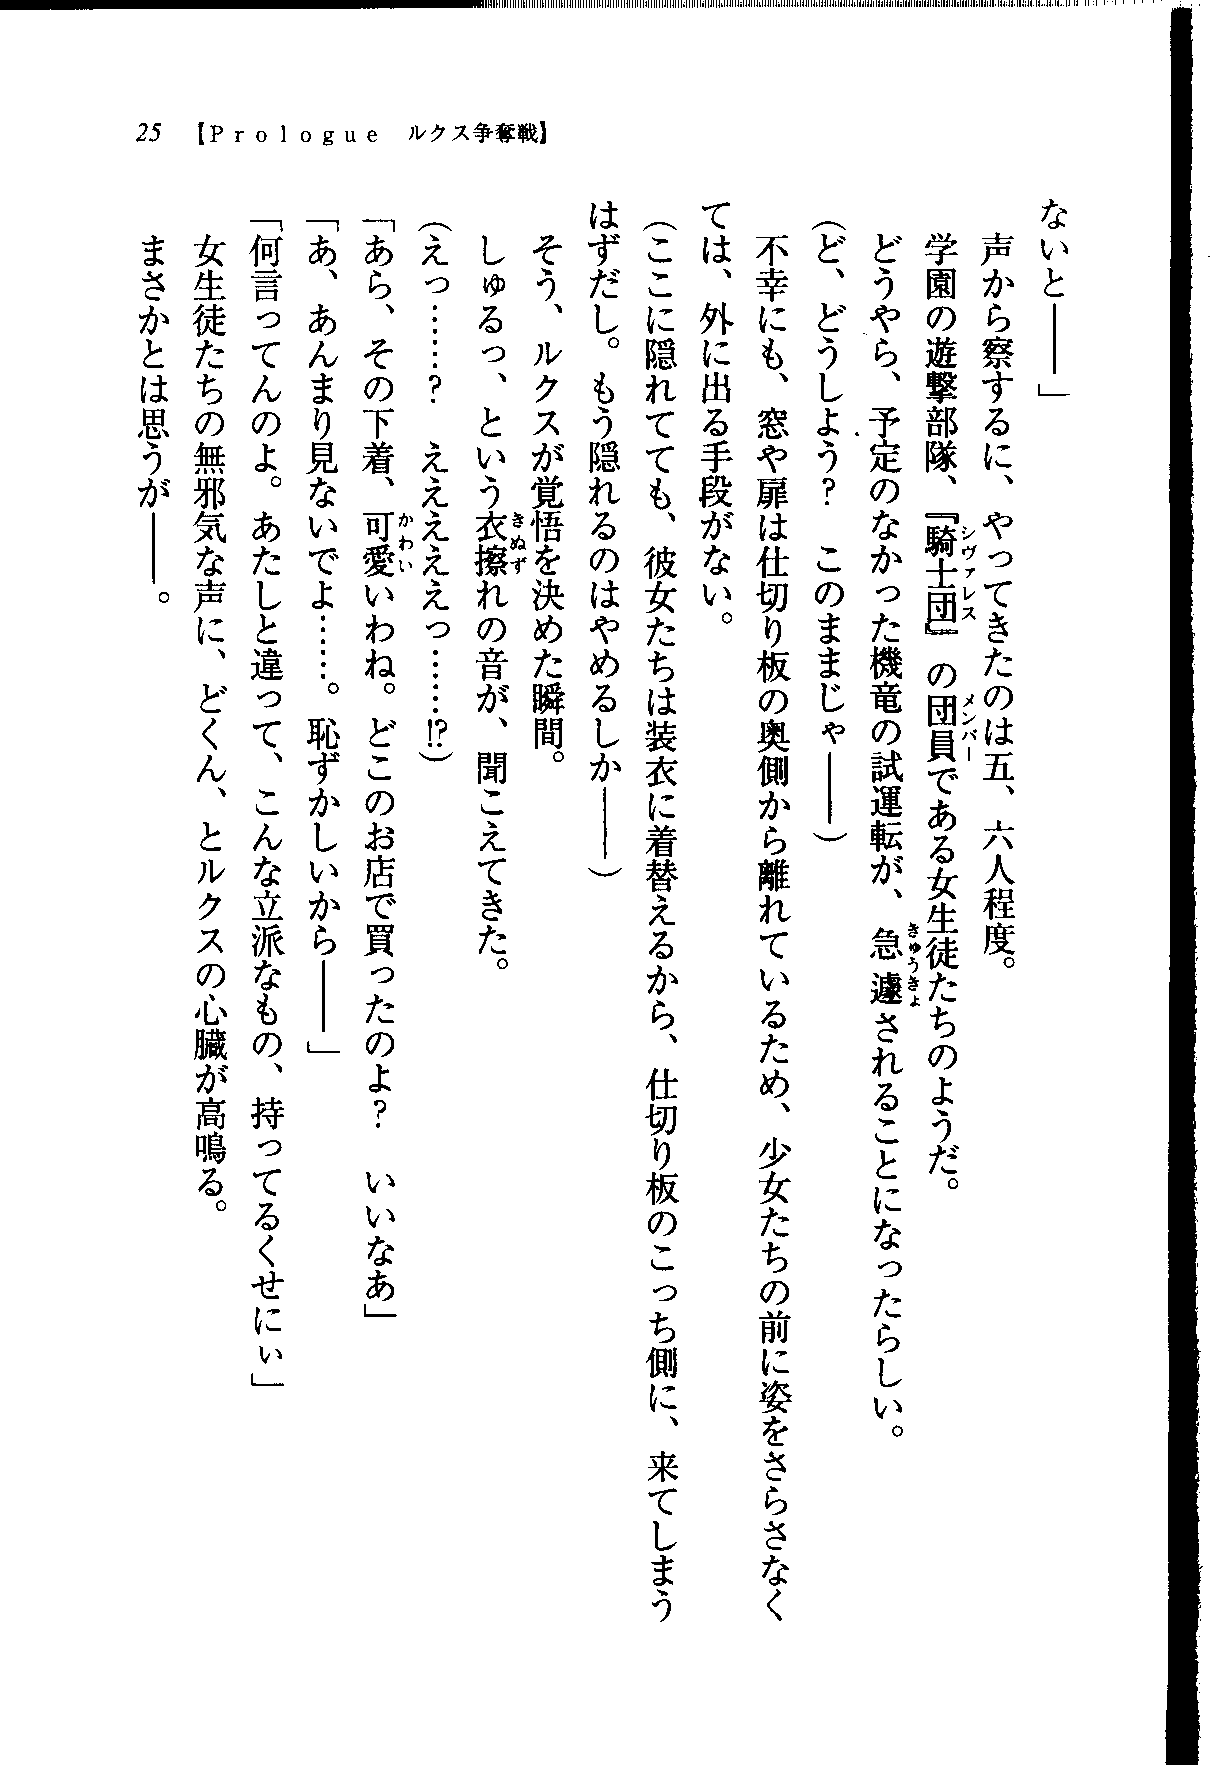 25　【Ｐｒｏｌｏｇｕｅ　ルクス争奪戦】
ないと――」
　声から察するに、やってきたのは五、六人程度。
　学園の遊撃部隊、『騎士団』の団員である女生徒たちのようだ。
シヴァレス
メンバー
　どうやら、予定のなかった機竜の試運転が、急遽されることになったらしい。
きゅうきょ
（ど、どうしよう？　このままじゃ――）
　不幸にも、窓や扉は仕切り板の奥側から離れているため、少女たちの前に姿をさらさなく
ては、外に出る手段がない。
（ここに隠れてても、彼女たちは装衣に着替えるから、仕切り板のこっち側に、来てしまう
はずだし。もう隠れるのはやめるしか――）
　そう、ルクスが覚悟を決めた瞬間。
　しゅるっ、という衣擦れの音が、聞こえてきた。
きぬず
（えっ……？　ええええええっ……!?）
「あら、その下着、可愛いわね。どこのお店で買ったのよ？　いいなあ」
かわい
「あ、あんまり見ないでよ……。恥ずかしいから――」
「何言ってんのよ。あたしと違って、こんな立派なもの、持ってるくせにぃ」
　女生徒たちの無邪気な声に、どくん、とルクスの心臓が高鳴る。
　まさかとは思うが――。